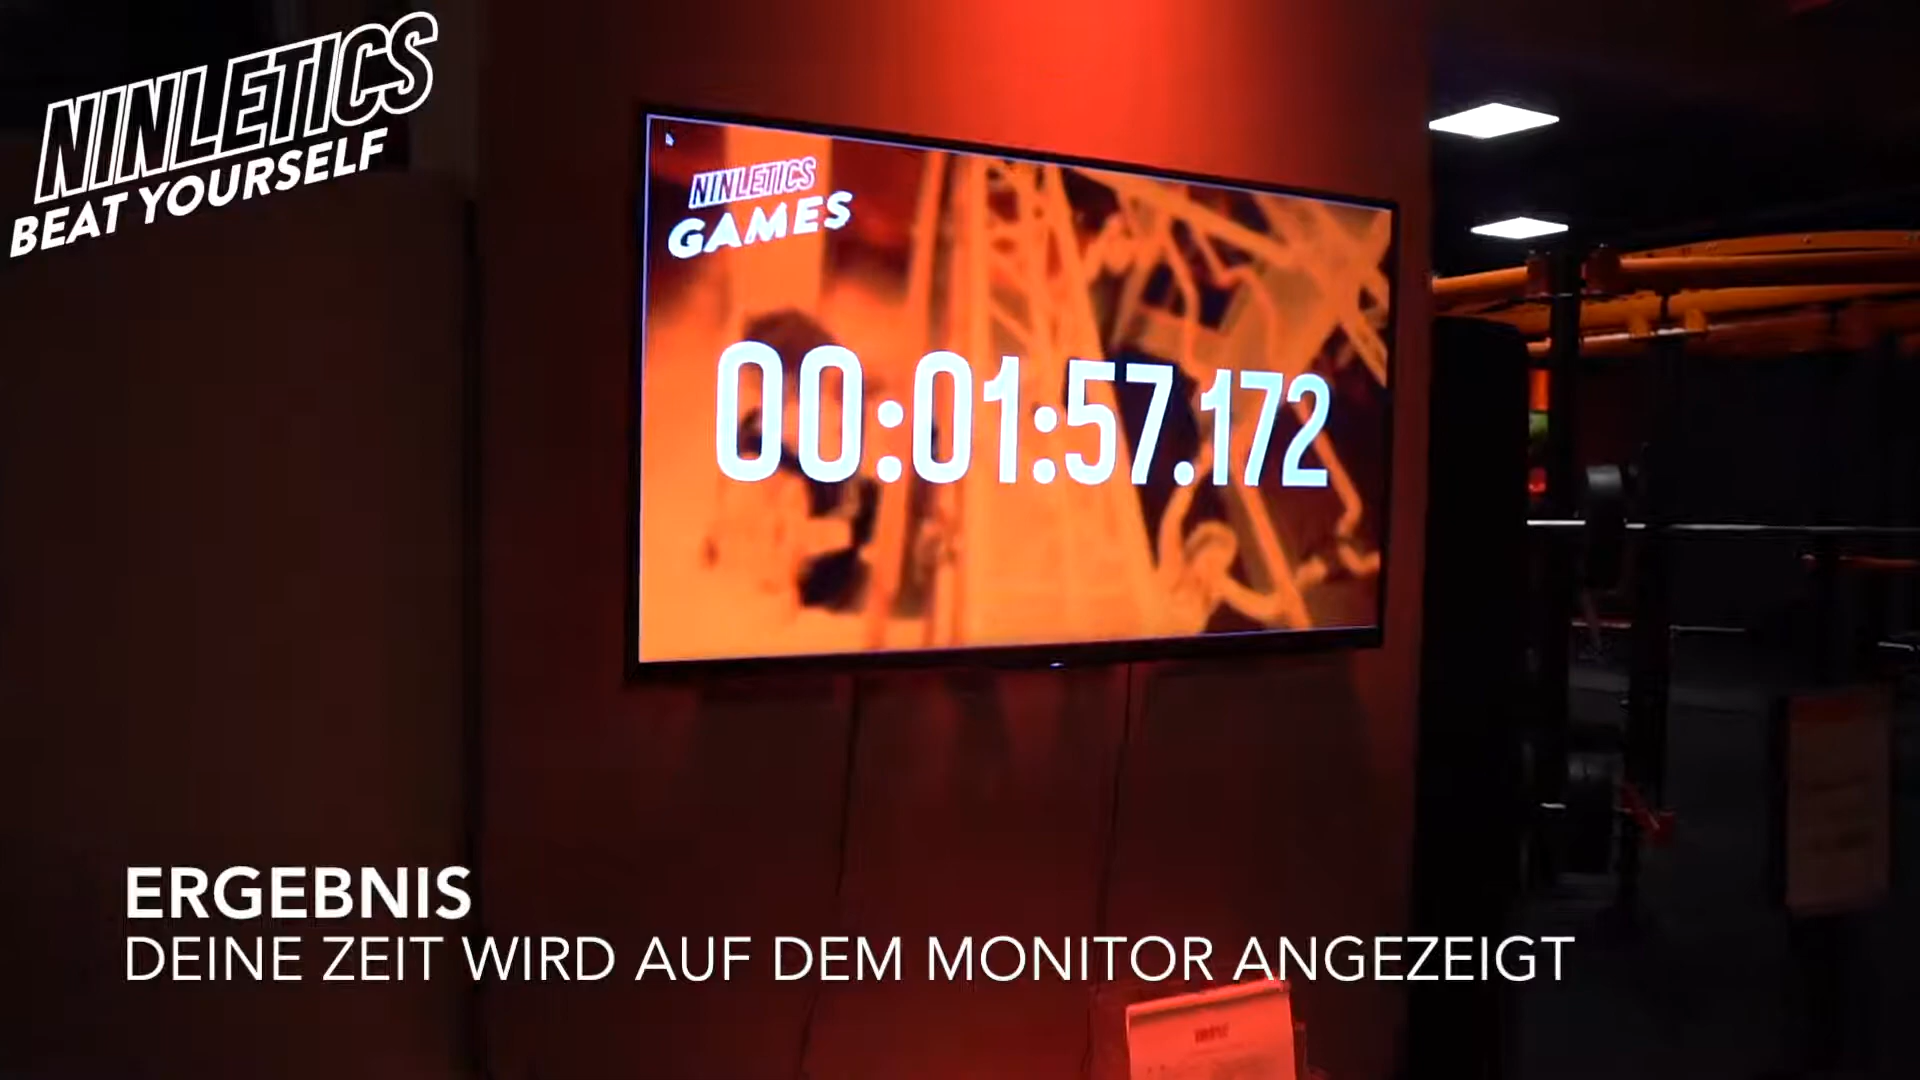 NINLETICS
BEAT YOURSELF
NINLETICS
GAMES
00:01:57.172
ERGEBNIS
DEINE ZEIT WIRD AUF DEM MONITOR ANGEZEIGT